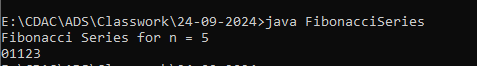 E:\CDAC\ADS\Classwork\24-09-2024>java FibonacciSeries
Fibonacci Series for n = 5
01123